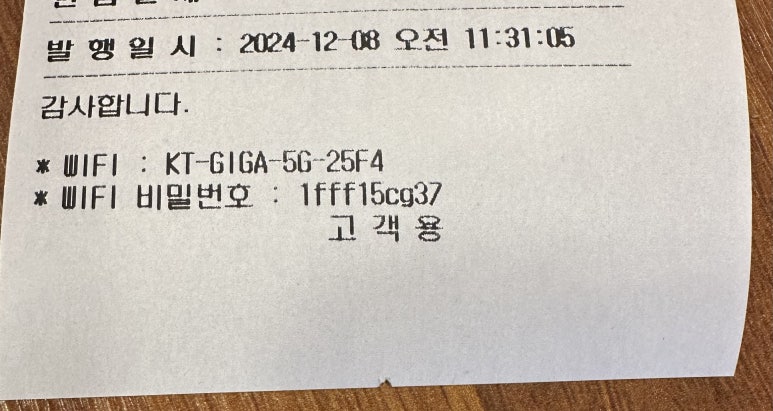 발 행 일 시 : 2024-12-08 오전 11:31:05
감사합니다.
* WIFI : KT-GIGA-5G-25F4
* WIFI 비밀번호 : 1fff15cg37
고 객 용